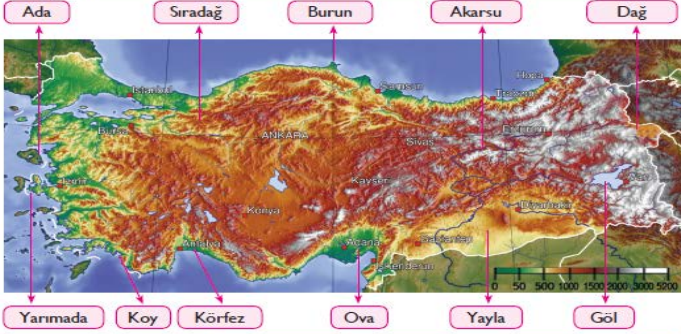 Ada Sıradağ Burun Akarsu Dağ
İstanbul
Samsun
Hopa
Trabzon
Bursa
ANKARA
Sivas
Erzurum
İzmir
Kayseri
Van
Konya
Diyarbakır
Antalya
Adana
Gaziantep
İskenderun
0 50 500 1000 1500 2000 3000 5200
Yarımada Koy Körfez Ova Yayla Göl